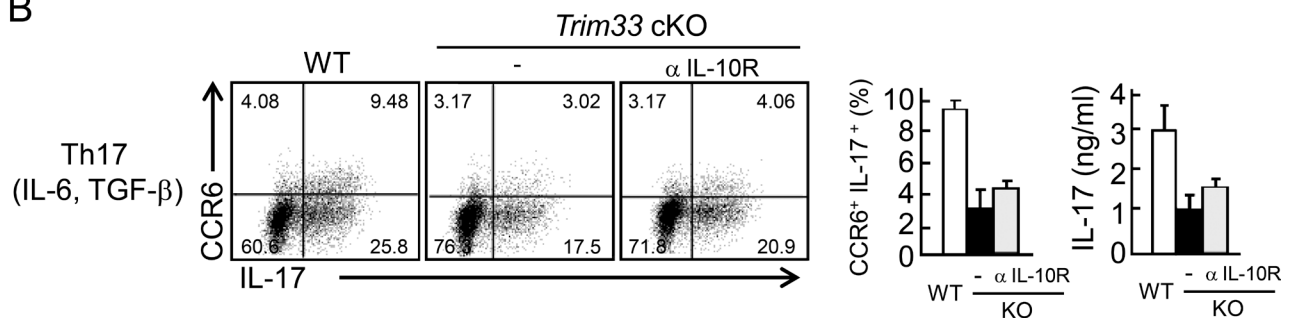 B
Trim33 cKO
WT
-
α IL-10R
4.08
9.48
60.6
25.8
3.17
3.02
76.3
17.5
3.17
4.06
71.8
20.9
Th17
(IL-6, TGF-β)
CCR6
IL-17
CCR6⁺ IL-17⁺ (%)
10
8
6
4
2
0
WT
- α IL-10R
KO
IL-17 (ng/ml)
4
3
2
1
0
WT
- α IL-10R
KO